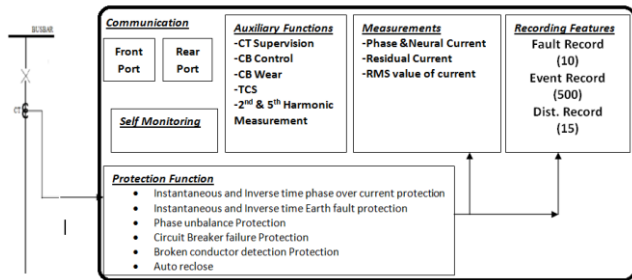 BUSBAR
CT
Communication
Front
Port
Rear
Port
Self Monitoring
Auxiliary Functions
-CT Supervision
-CB Control
-CB Wear
-TCS
-2nd & 5th Harmonic
Measurement
Measurements
-Phase &Neural Current
-Residual Current
-RMS value of current
Recording Features
Fault Record
(10)
Event Record
(500)
Dist. Record
(15)
Protection Function
• Instantaneous and Inverse time phase over current protection
• Instantaneous and Inverse time Earth fault protection
• Phase unbalance Protection
• Circuit Breaker failure Protection
• Broken conductor detection Protection
• Auto reclose